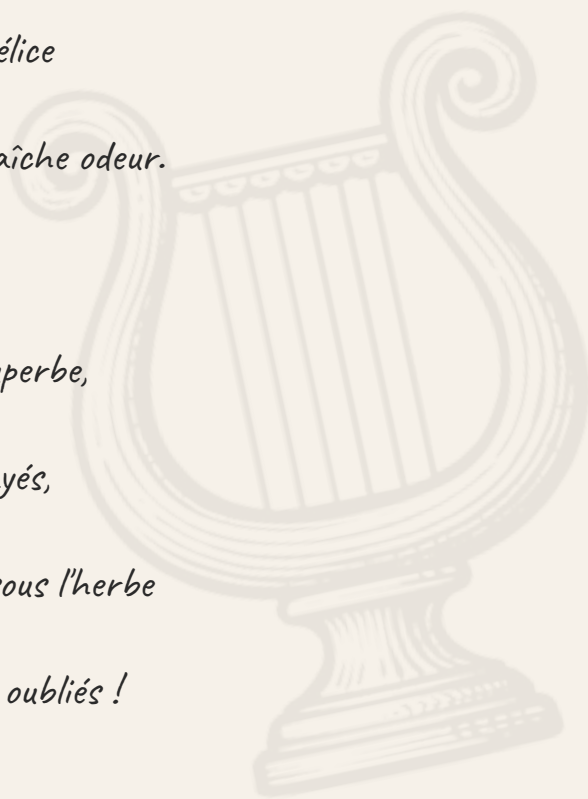 élice
aîche odeur.
perbe,
yés,
ous l'herbe
oubliés !